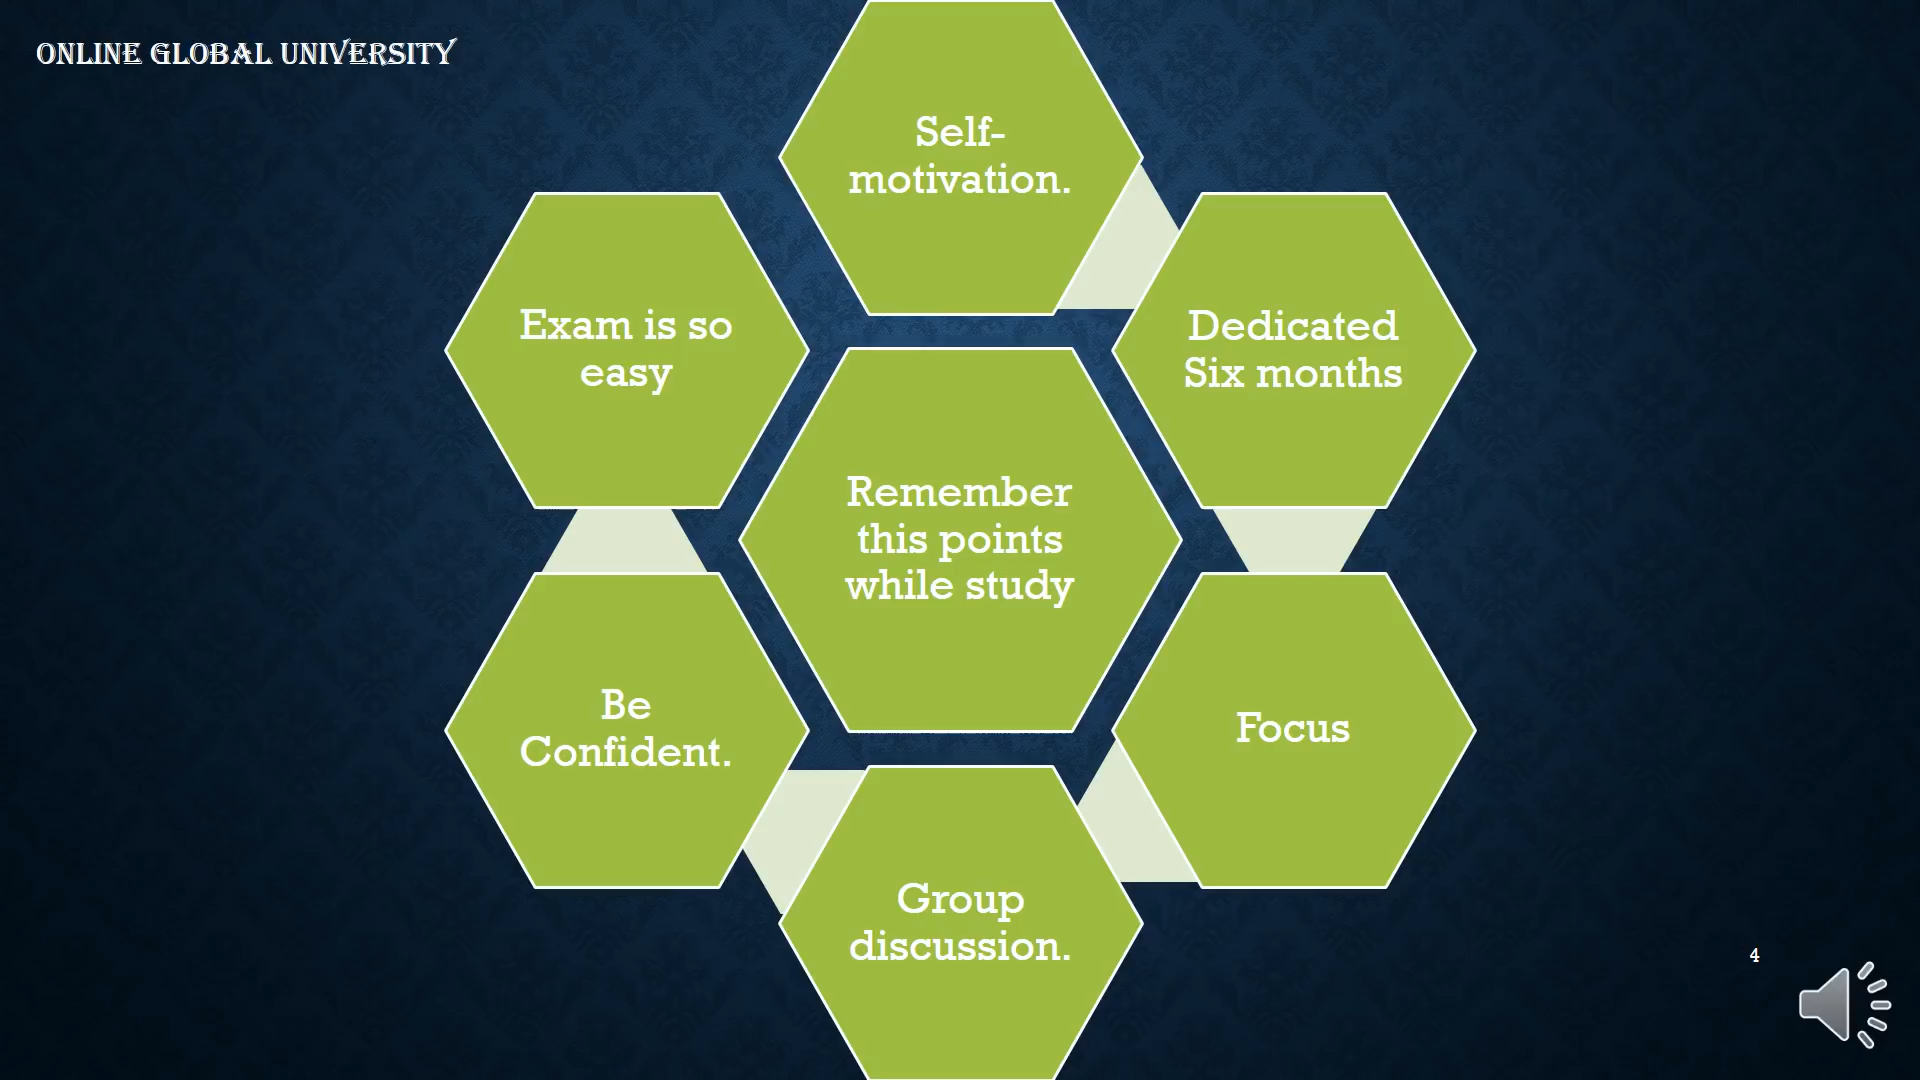 ONLINE GLOBAL UNIVERSITY
Self-
motivation.
Dedicated
Six months
Focus
Group
discussion.
Be
Confident.
Exam is so
easy
Remember
this points
while study
4